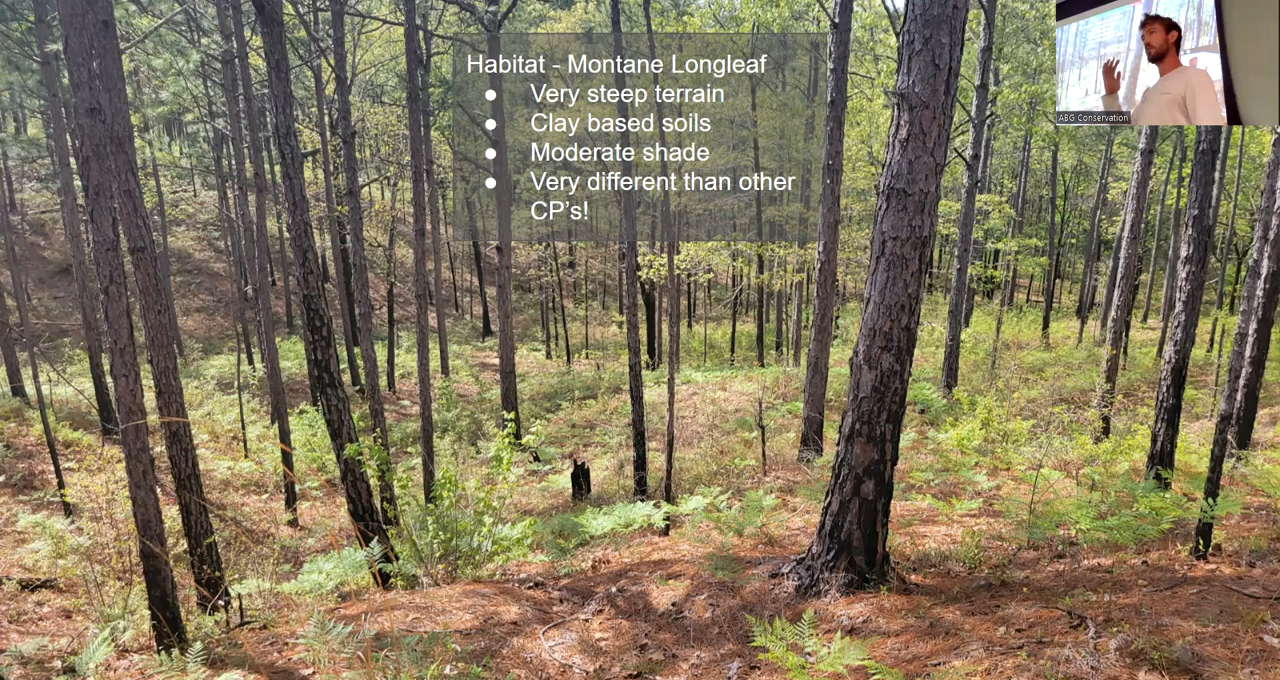 Habitat - Montane Longleaf
● Very steep terrain
● Clay based soils
● Moderate shade
● Very different than other
CP's!
ABG Conservation